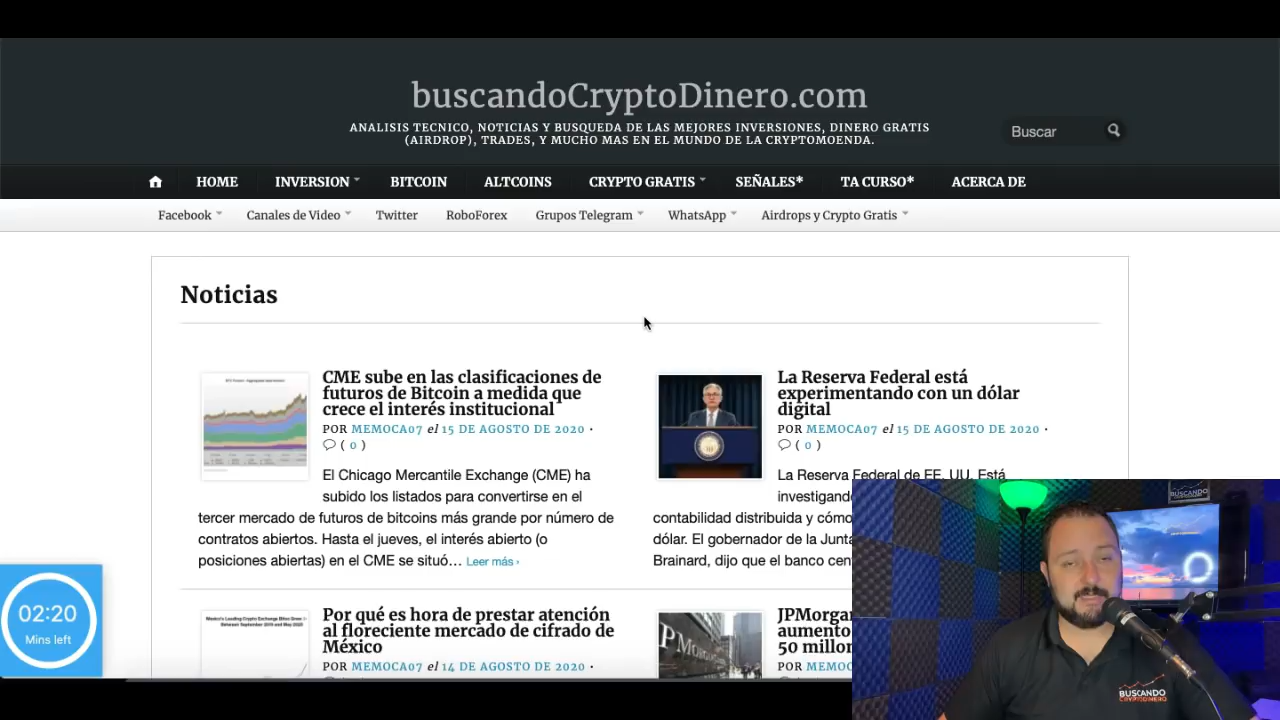 buscandoCryptoDinero.com
ANALISIS TECNICO, NOTICIAS Y BUSQUEDA DE LAS MEJORES INVERSIONES, DINERO GRATIS
(AIRDROP), TRADES, Y MUCHO MAS EN EL MUNDO DE LA CRYPTOMOENDA.
Buscar
HOME INVERSION BITCOIN ALTCOINS CRYPTO GRATIS SEÑALES* TA CURSO* ACERCA DE
Facebook Canales de Video Twitter RoboForex Grupos Telegram WhatsApp Airdrops y Crypto Gratis
Noticias
CME sube en las clasificaciones de
futuros de Bitcoin a medida que
crece el interés institucional
POR MEMOCA07 el 15 DE AGOSTO DE 2020 •
( 0 )
El Chicago Mercantile Exchange (CME) ha
subido los listados para convertirse en el
tercer mercado de futuros de bitcoins más grande por número de
contratos abiertos. Hasta el jueves, el interés abierto (o
posiciones abiertas) en el CME se situó… Leer más ›
La Reserva Federal está
experimentando con un dólar
digital
POR MEMOCA07 el 15 DE AGOSTO DE 2020 •
( 0 )
La Reserva Federal de EE. UU. Está
investigando
contabilidad distribuida y cómo
dólar. El gobernador de la Junta
Brainard, dijo que el banco cen
Por qué es hora de prestar atención
al floreciente mercado de cifrado de
México
POR MEMOCA07 el 14 DE AGOSTO DE 2020 •
JPMorga
aumento
50 millon
POR MEMOC
02:20
Mins left
BUSCANDO
BUSCANDO
CRYPTODINERO